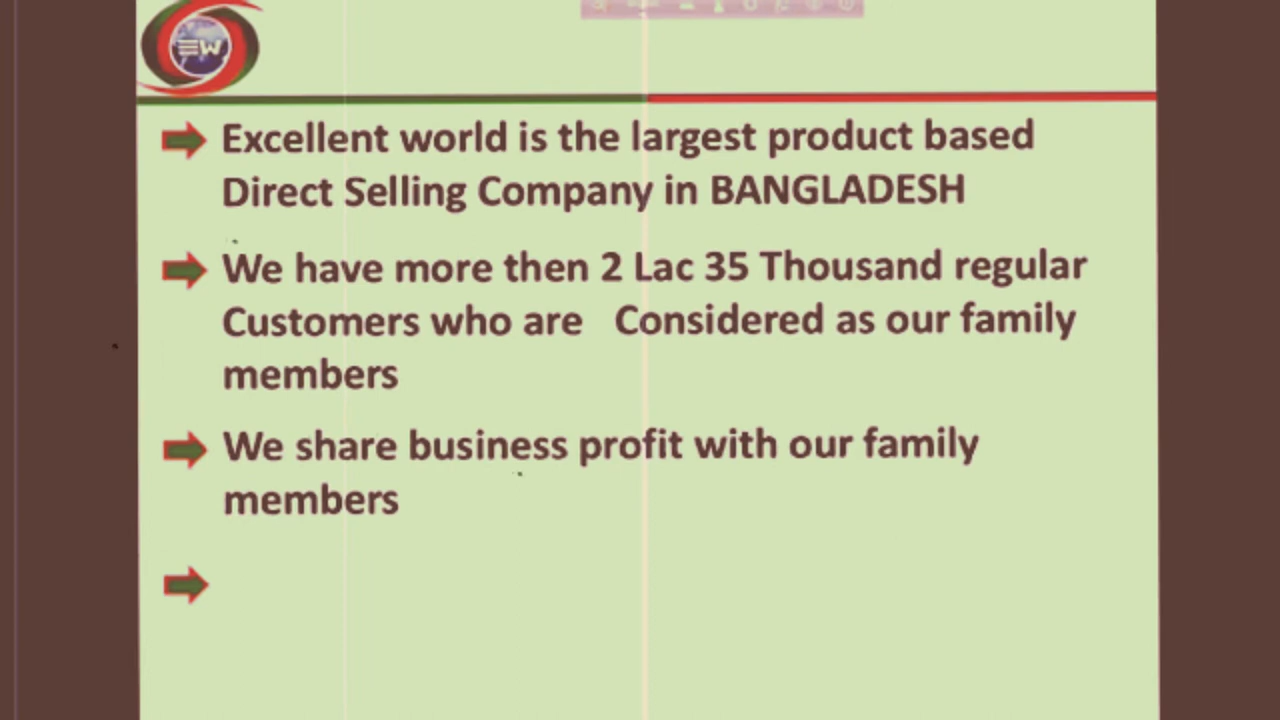 EW
Excellent world is the largest product based
Direct Selling Company in BANGLADESH
We have more then 2 Lac 35 Thousand regular
Customers who are Considered as our family
members
We share business profit with our family
members